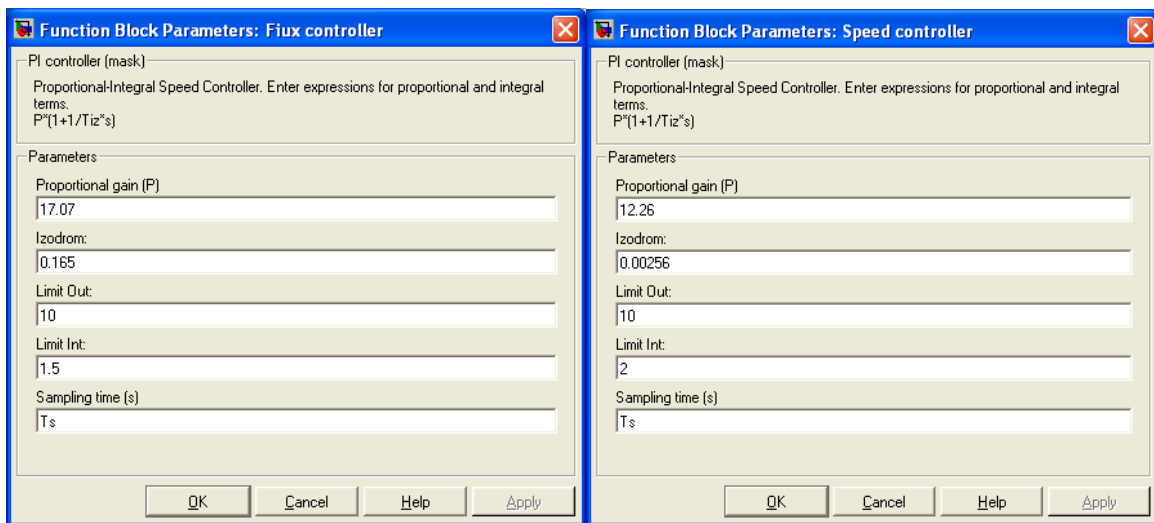 Function Block Parameters: Fiux controller
PI controller (mask)
Proportional-Integral Speed Controller. Enter expressions for proportional and integral
terms.
P*(1+1/Tiz*s)
Parameters
Proportional gain (P)
17.07
Izodrom:
0.165
Limit Out:
10
Limit Int:
1.5
Sampling time (s)
Ts
OK Cancel Help Apply
Function Block Parameters: Speed controller
PI controller (mask)
Proportional-Integral Speed Controller. Enter expressions for proportional and integral
terms.
P*(1+1/Tiz*s)
Parameters
Proportional gain (P)
12.26
Izodrom:
0.00256
Limit Out:
10
Limit Int:
2
Sampling time (s)
Ts
OK Cancel Help Apply